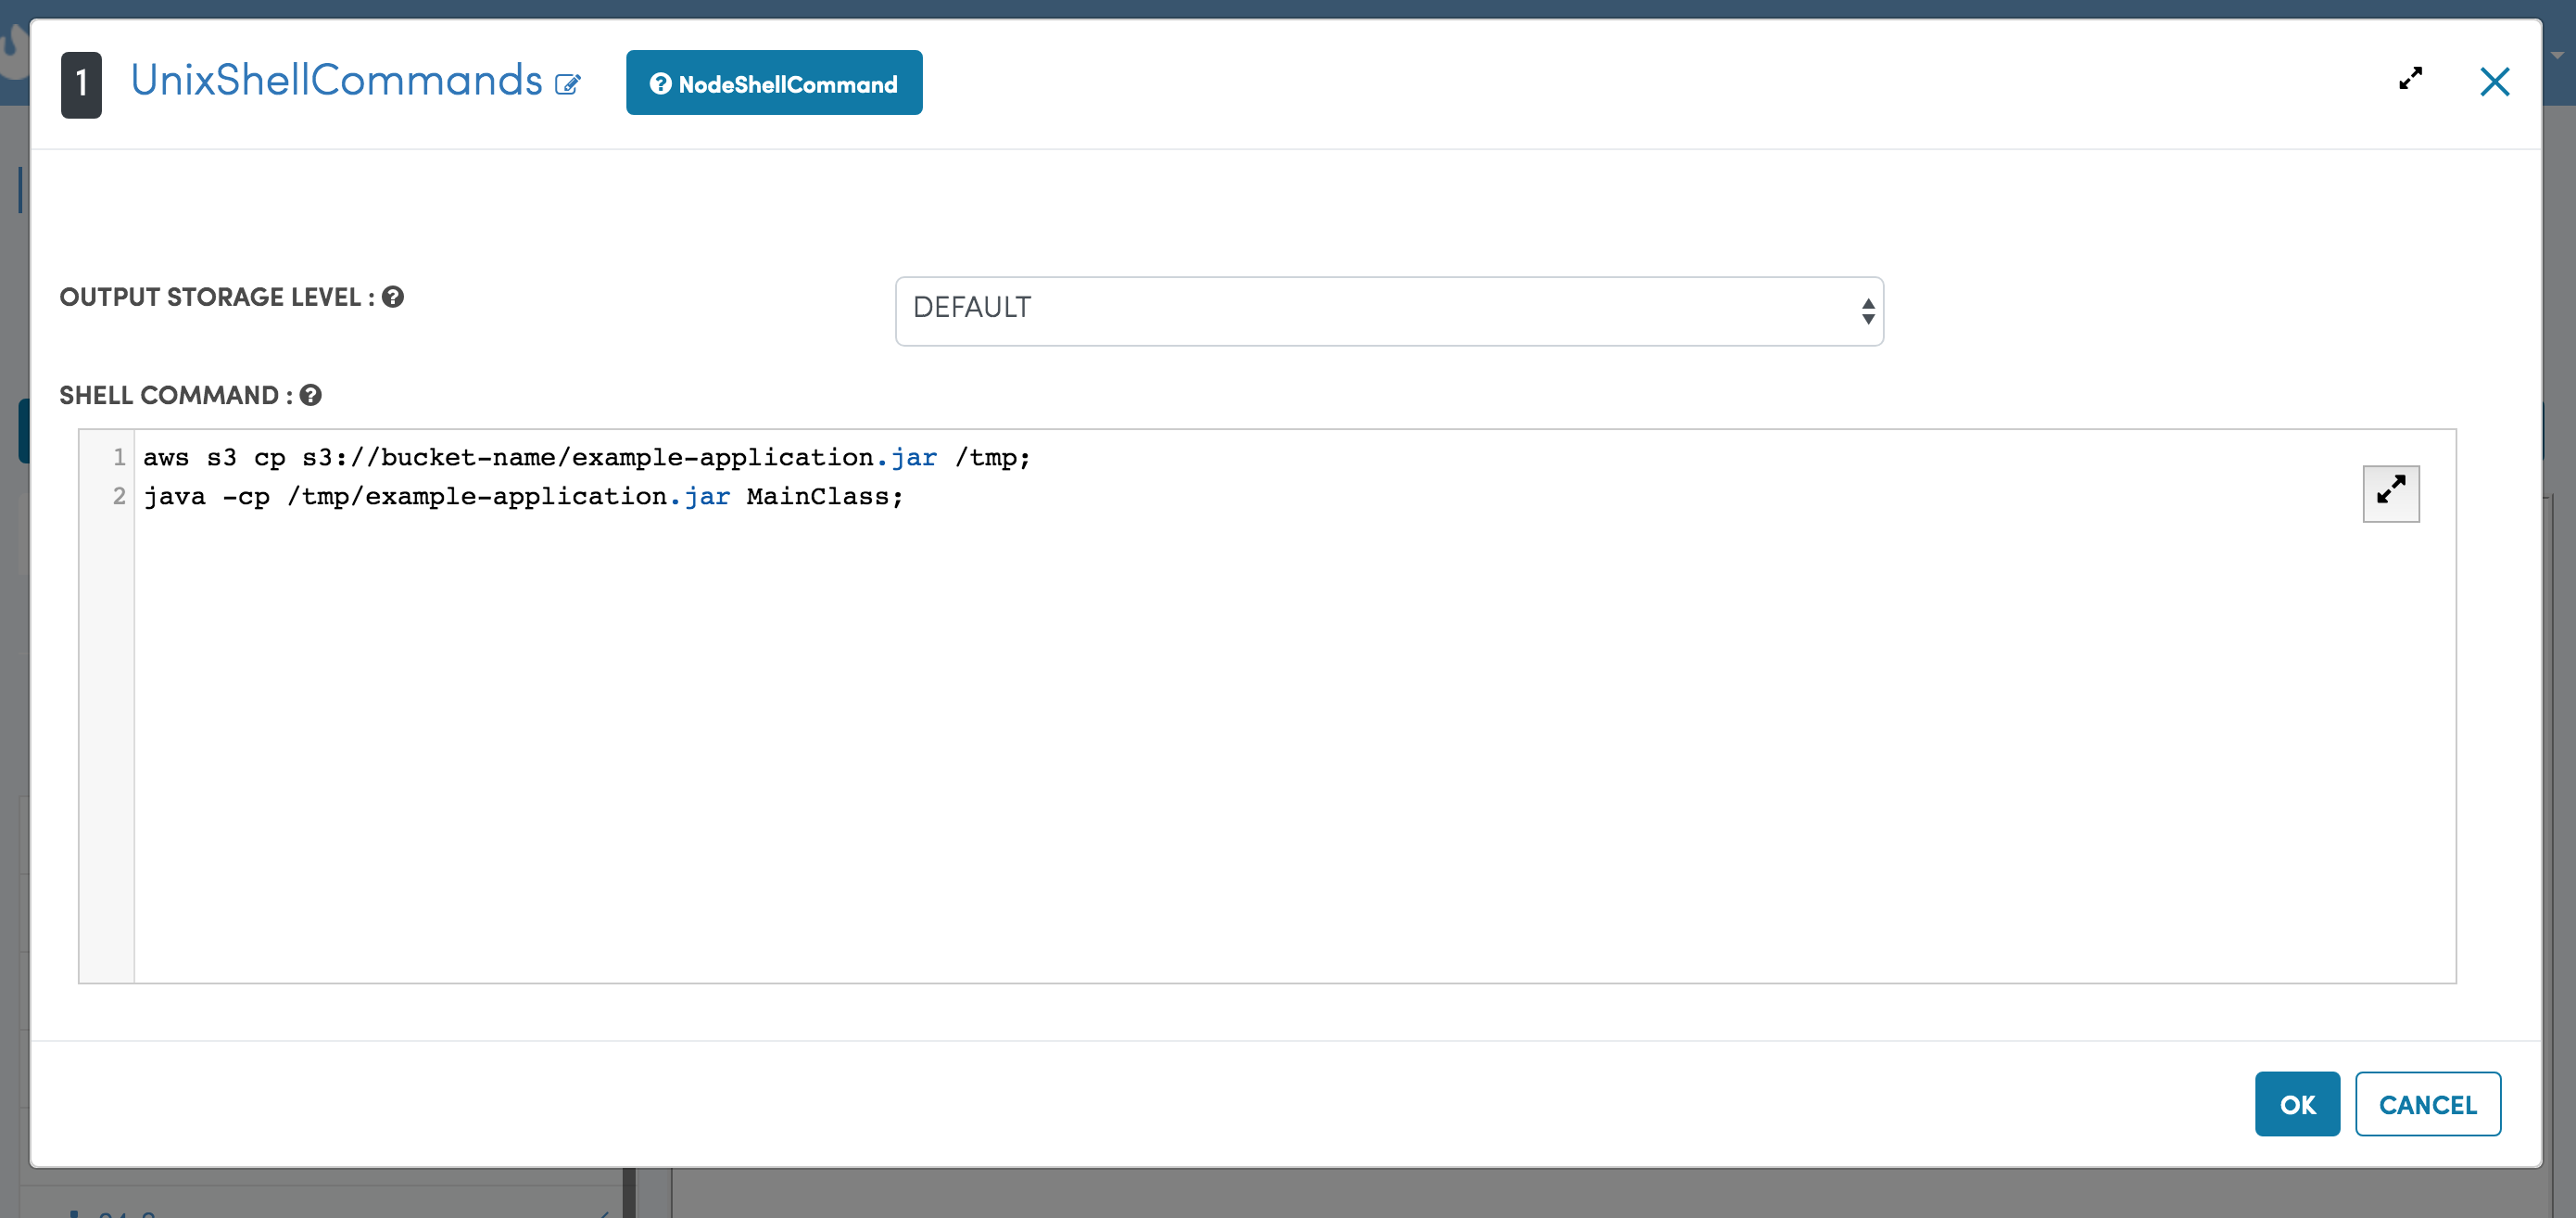 1 UnixShellCommands NodeShellCommand
OUTPUT STORAGE LEVEL :
DEFAULT
SHELL COMMAND :
1 aws s3 cp s3://bucket-name/example-application.jar /tmp;
2 java -cp /tmp/example-application.jar MainClass;
OK CANCEL